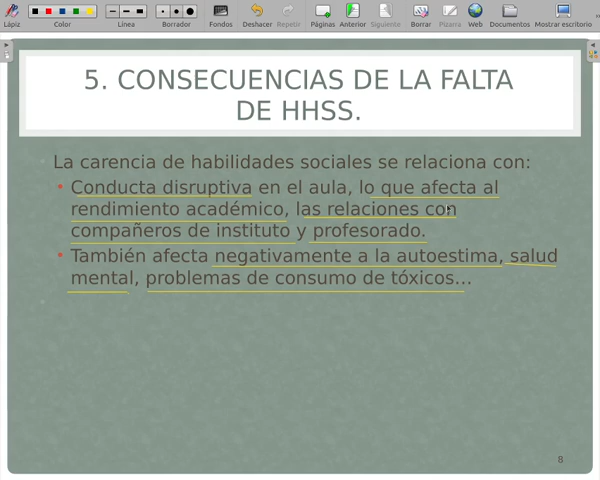 Lápiz
Color
Línea
Borrador
Fondos
Deshacer
Repetir
Páginas
Anterior
Siguiente
Borrar
Pizarra
Escritorio
Web
Documentos
Mostrar escritorio
5. CONSECUENCIAS DE LA FALTA
DE HHSS.
La carencia de habilidades sociales se relaciona con:
Conducta disruptiva en el aula, lo que afecta al
rendimiento académico, las relaciones con
compañeros de instituto y profesorado.
También afecta negativamente a la autoestima, salud
mental, problemas de consumo de tóxicos...
8